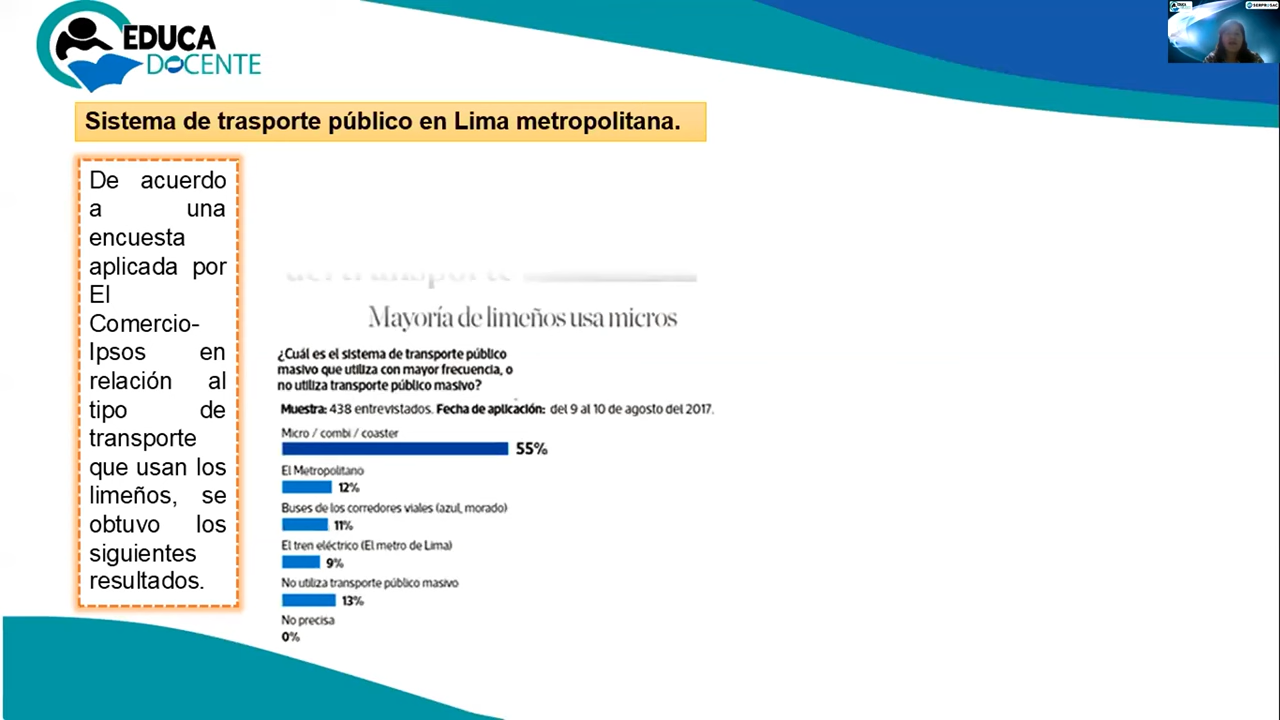 EDUCA
DOCENTE
Sistema de trasporte público en Lima metropolitana.
De acuerdo
a una
encuesta
aplicada por
El
Comercio-
Ipsos en
relación al
tipo de
transporte
que usan los
limeños, se
obtuvo los
siguientes
resultados.
del transporte
Mayoría de limeños usa micros
¿Cuál es el sistema de transporte público
masivo que utiliza con mayor frecuencia, o
no utiliza transporte público masivo?
Muestra: 438 entrevistados. Fecha de aplicación: del 9 al 10 de agosto del 2017.
Micro / combi / coaster
55%
El Metropolitano
12%
Buses de los corredores viales (azul, morado)
11%
El tren eléctrico (El metro de Lima)
9%
No utiliza transporte público masivo
13%
No precisa
0%